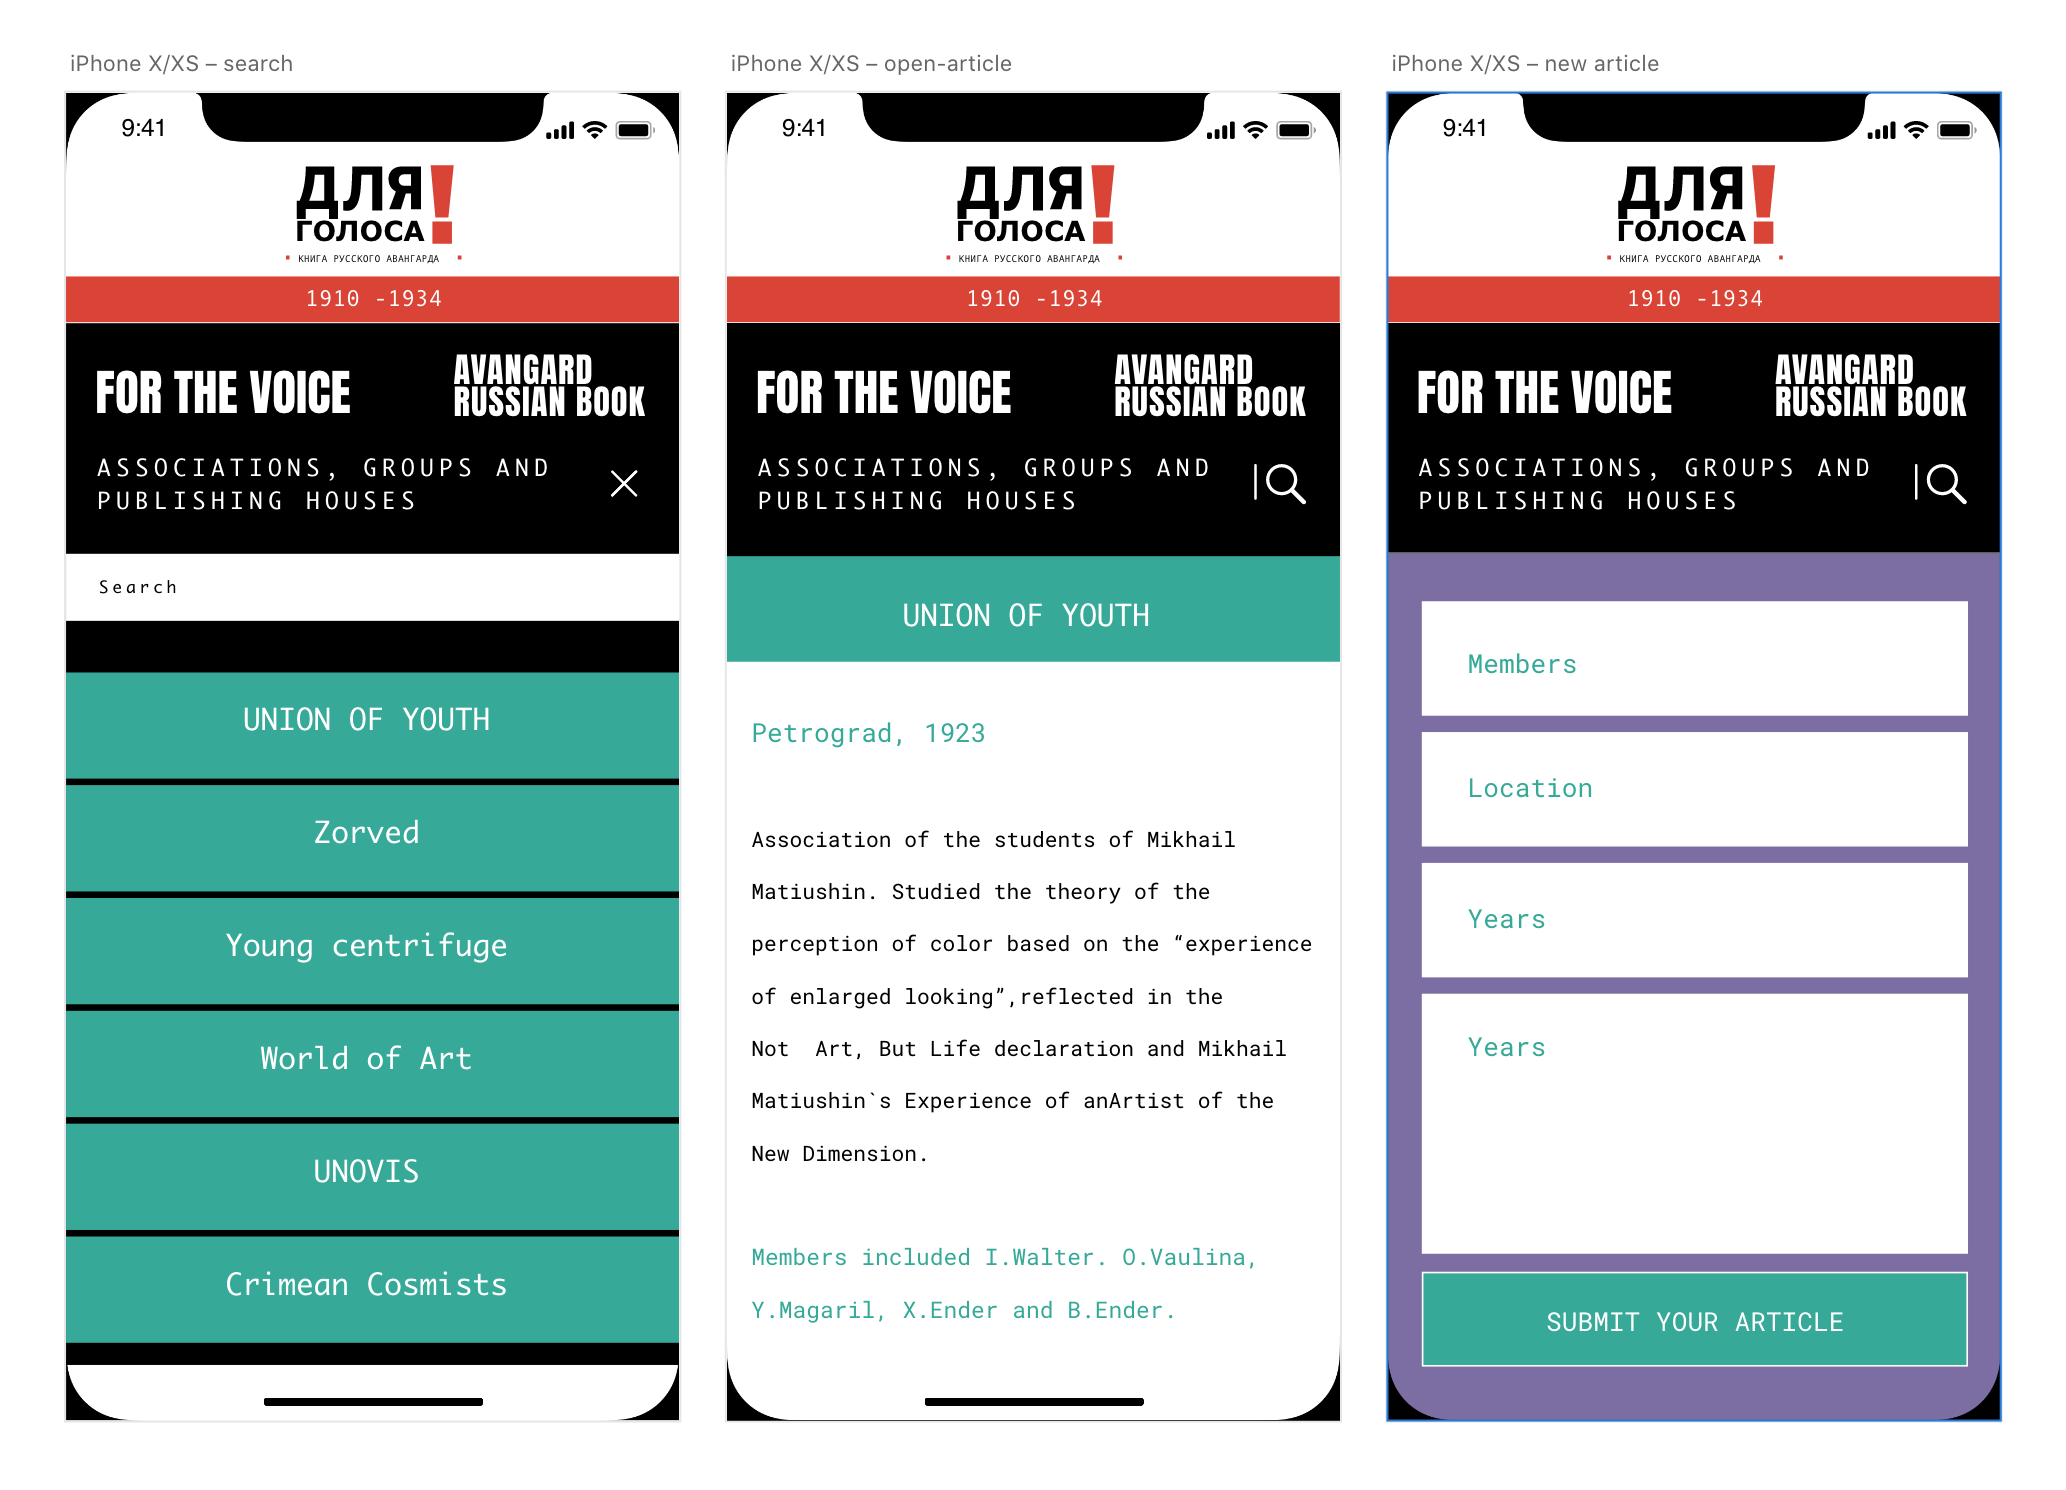 iPhone X/XS – search
9:41
ДЛЯ!
ГОЛОСА
КНИГА РУССКОГО АВАНГАРДА
1910 -1934
FOR THE VOICE
AVANGARD
RUSSIAN BOOK
ASSOCIATIONS, GROUPS AND
PUBLISHING HOUSES
Search
UNION OF YOUTH
Zorved
Young centrifuge
World of Art
UNOVIS
Crimean Cosmists
iPhone X/XS – open-article
9:41
ДЛЯ!
ГОЛОСА
КНИГА РУССКОГО АВАНГАРДА
1910 -1934
FOR THE VOICE
AVANGARD
RUSSIAN BOOK
ASSOCIATIONS, GROUPS AND
PUBLISHING HOUSES
UNION OF YOUTH
Petrograd, 1923
Association of the students of Mikhail
Matiushin. Studied the theory of the
perception of color based on the “experience
of enlarged looking”,reflected in the
Not  Art, But Life declaration and Mikhail
Matiushin`s Experience of anArtist of the
New Dimension.
Members included I.Walter. O.Vaulina,
Y.Magaril, X.Ender and B.Ender.
iPhone X/XS – new article
9:41
ДЛЯ!
ГОЛОСА
КНИГА РУССКОГО АВАНГАРДА
1910 -1934
FOR THE VOICE
AVANGARD
RUSSIAN BOOK
ASSOCIATIONS, GROUPS AND
PUBLISHING HOUSES
Members
Location
Years
Years
SUBMIT YOUR ARTICLE